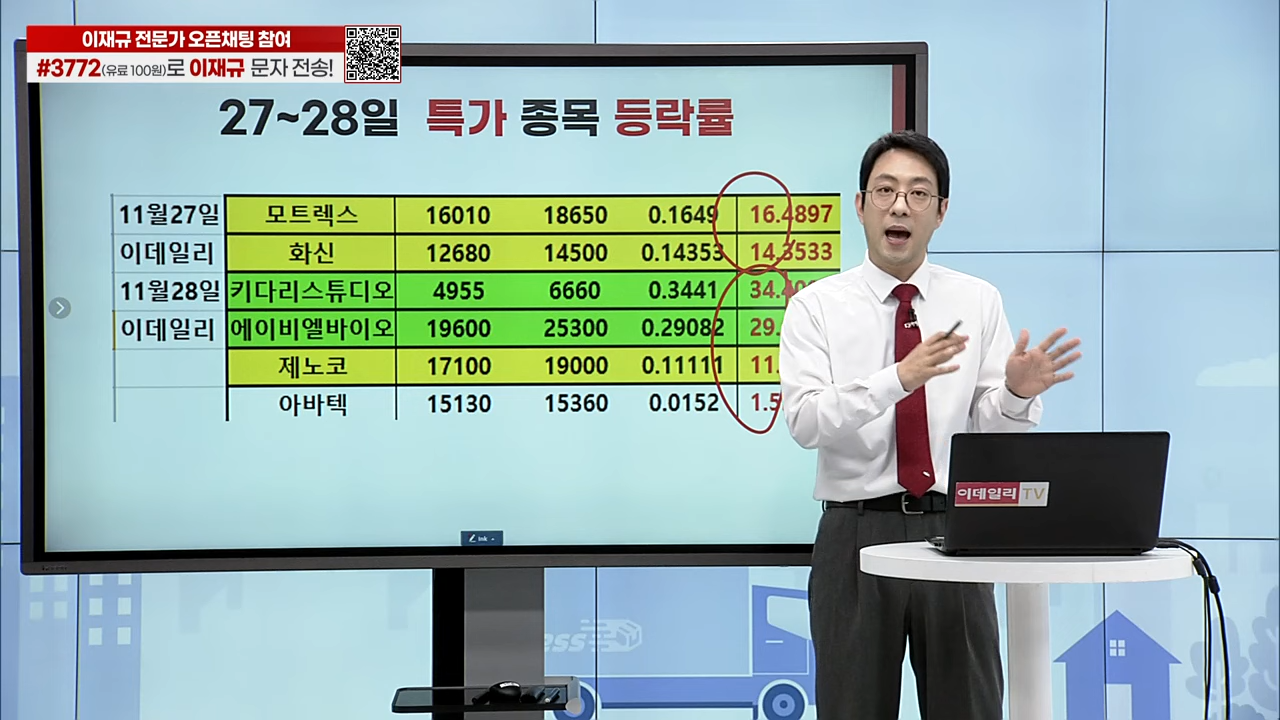 이재규 전문가 오픈채팅 참여
#3772(유료 100원)로 이재규 문자 전송!
27~28일 특가 종목 등락률
11월27일 모트렉스 16010 18650 0.1649 16.4897
이데일리 화신 12680 14500 0.14353 14.3533
11월28일 키다리스튜디오 4955 6660 0.3441
이데일리 에이비엘바이오 19600 25300 0.29082
제노코 17100 19000 0.11111
아바텍 15130 15360 0.0152
Ink
이데일리TV